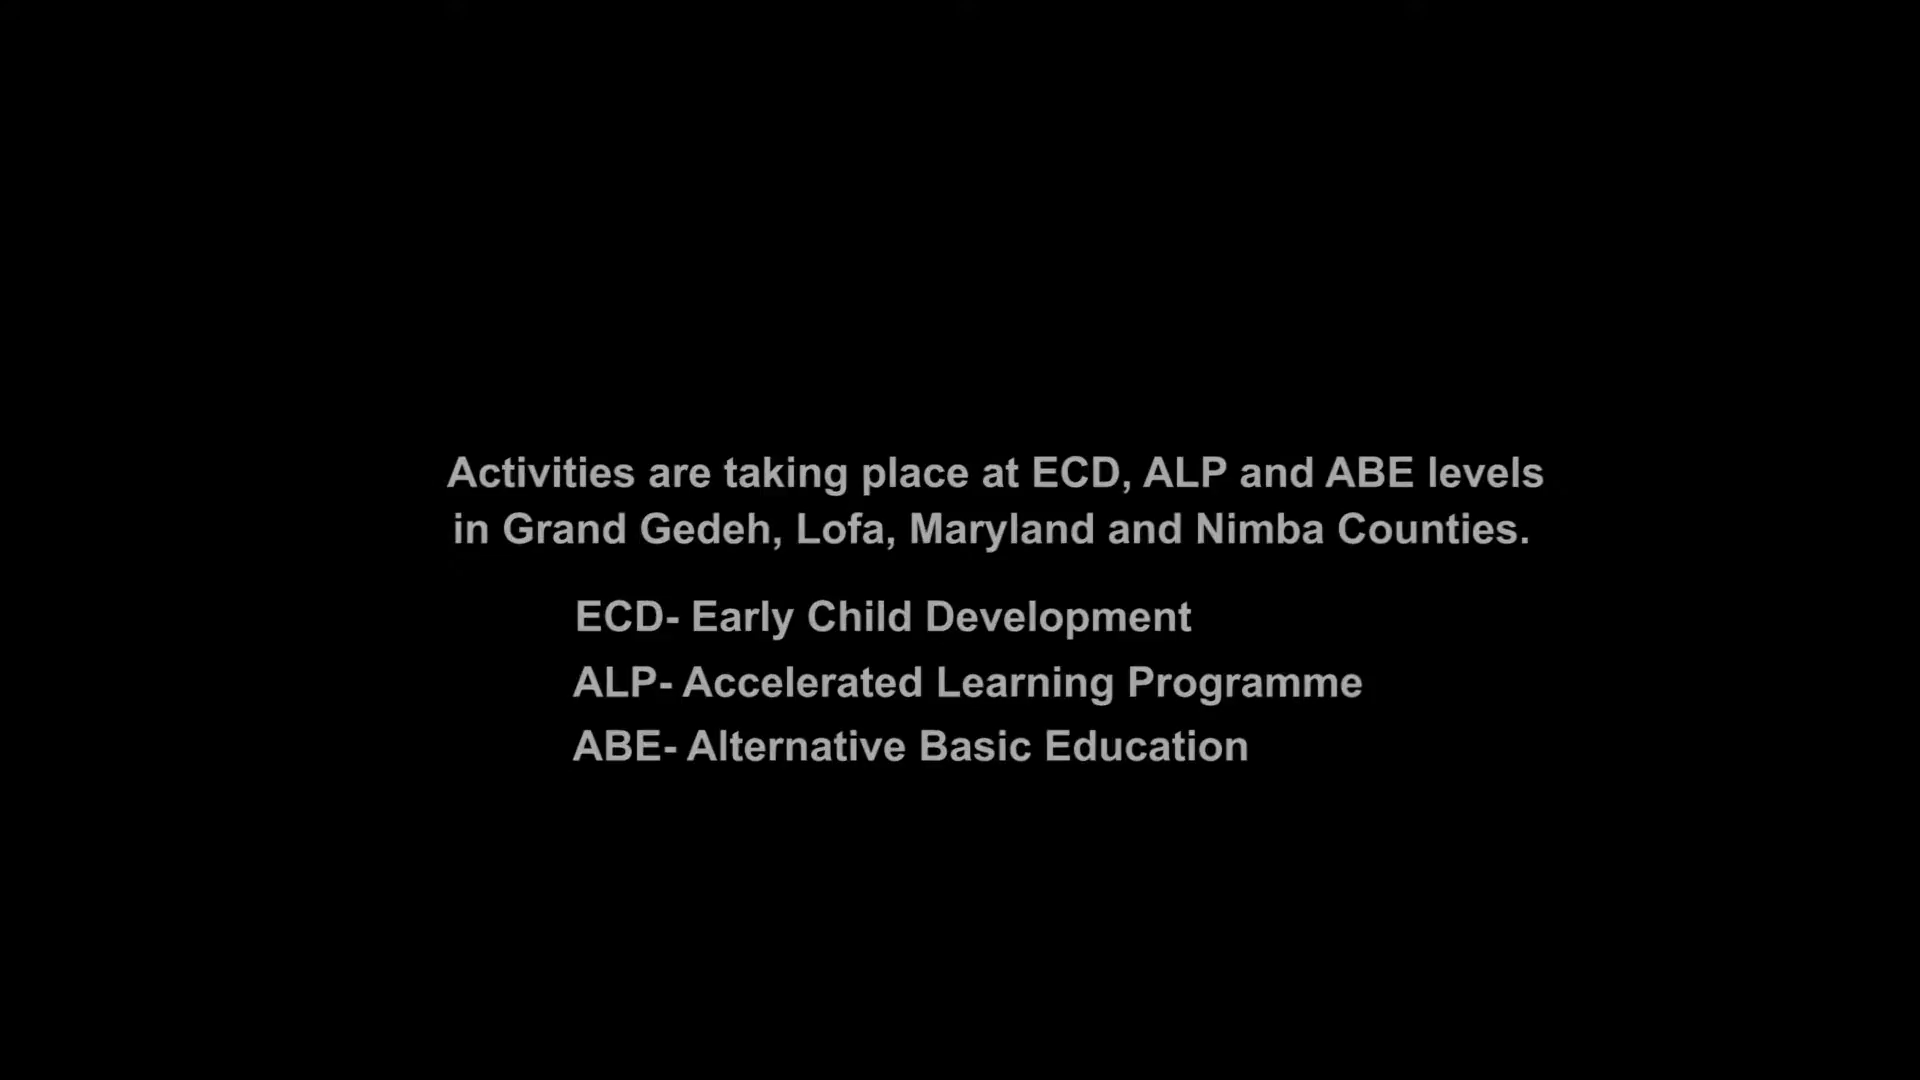 Activities are taking place at ECD, ALP and ABE levels
in Grand Gedeh, Lofa, Maryland and Nimba Counties.
ECD- Early Child Development
ALP- Accelerated Learning Programme
ABE- Alternative Basic Education